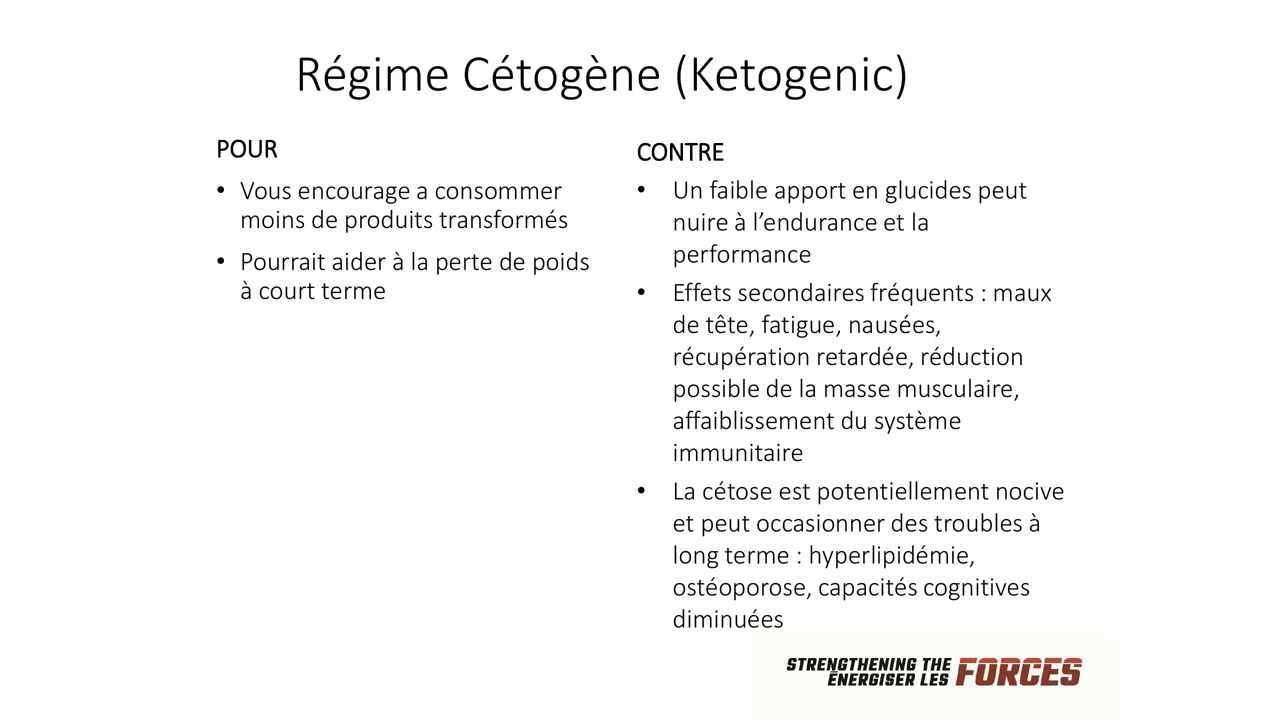 Régime Cétogène (Ketogenic)
POUR
• Vous encourage a consommer
moins de produits transformés
• Pourrait aider à la perte de poids
à court terme
CONTRE
• Un faible apport en glucides peut
nuire à l’endurance et la
performance
• Effets secondaires fréquents : maux
de tête, fatigue, nausées,
récupération retardée, réduction
possible de la masse musculaire,
affaiblissement du système
immunitaire
• La cétose est potentiellement nocive
et peut occasionner des troubles à
long terme : hyperlipidémie,
ostéoporose, capacités cognitives
diminuées
STRENGTHENING THE
ÉNERGISER LES FORCES